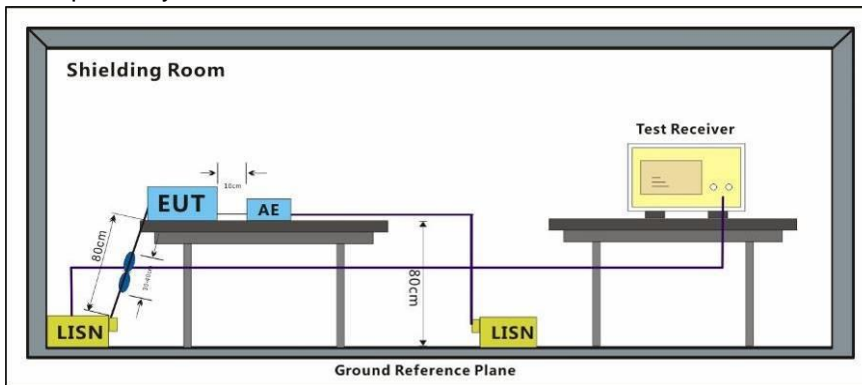 Shielding Room
Test Receiver
10cm
EUT
AE
80cm
80cm
LISN
LISN
Ground Reference Plane